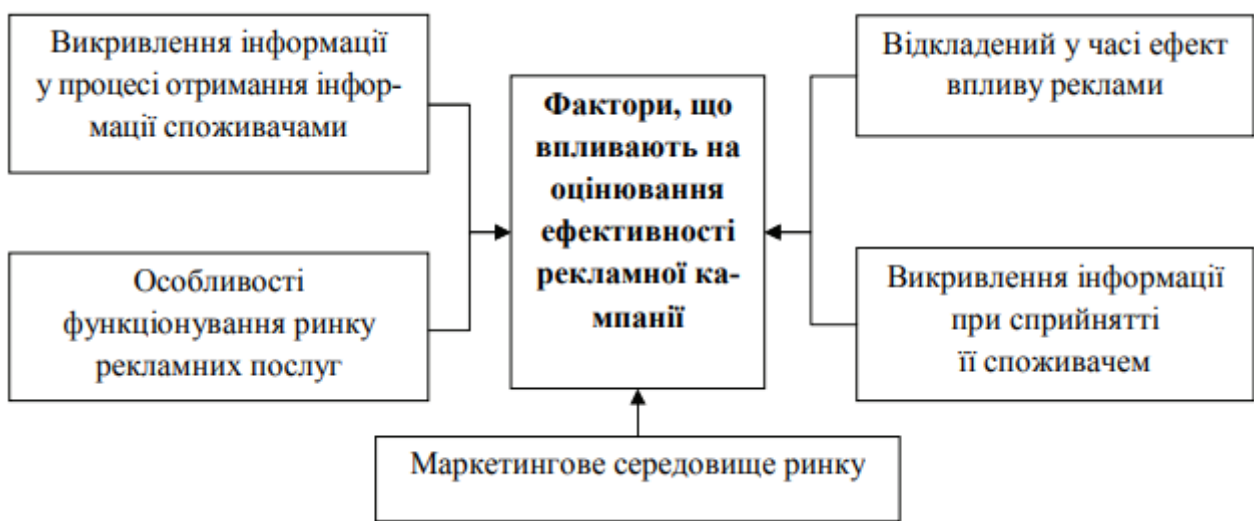 Викривлення інформації
у процесі отримання інфор-
мації споживачами
Особливості
функціонування ринку
рекламних послуг
Фактори, що
впливають на
оцінювання
ефективності
рекламної ка-
мпанії
Відкладений у часі ефект
впливу реклами
Викривлення інформації
при сприйнятті
її споживачем
Маркетингове середовище ринку